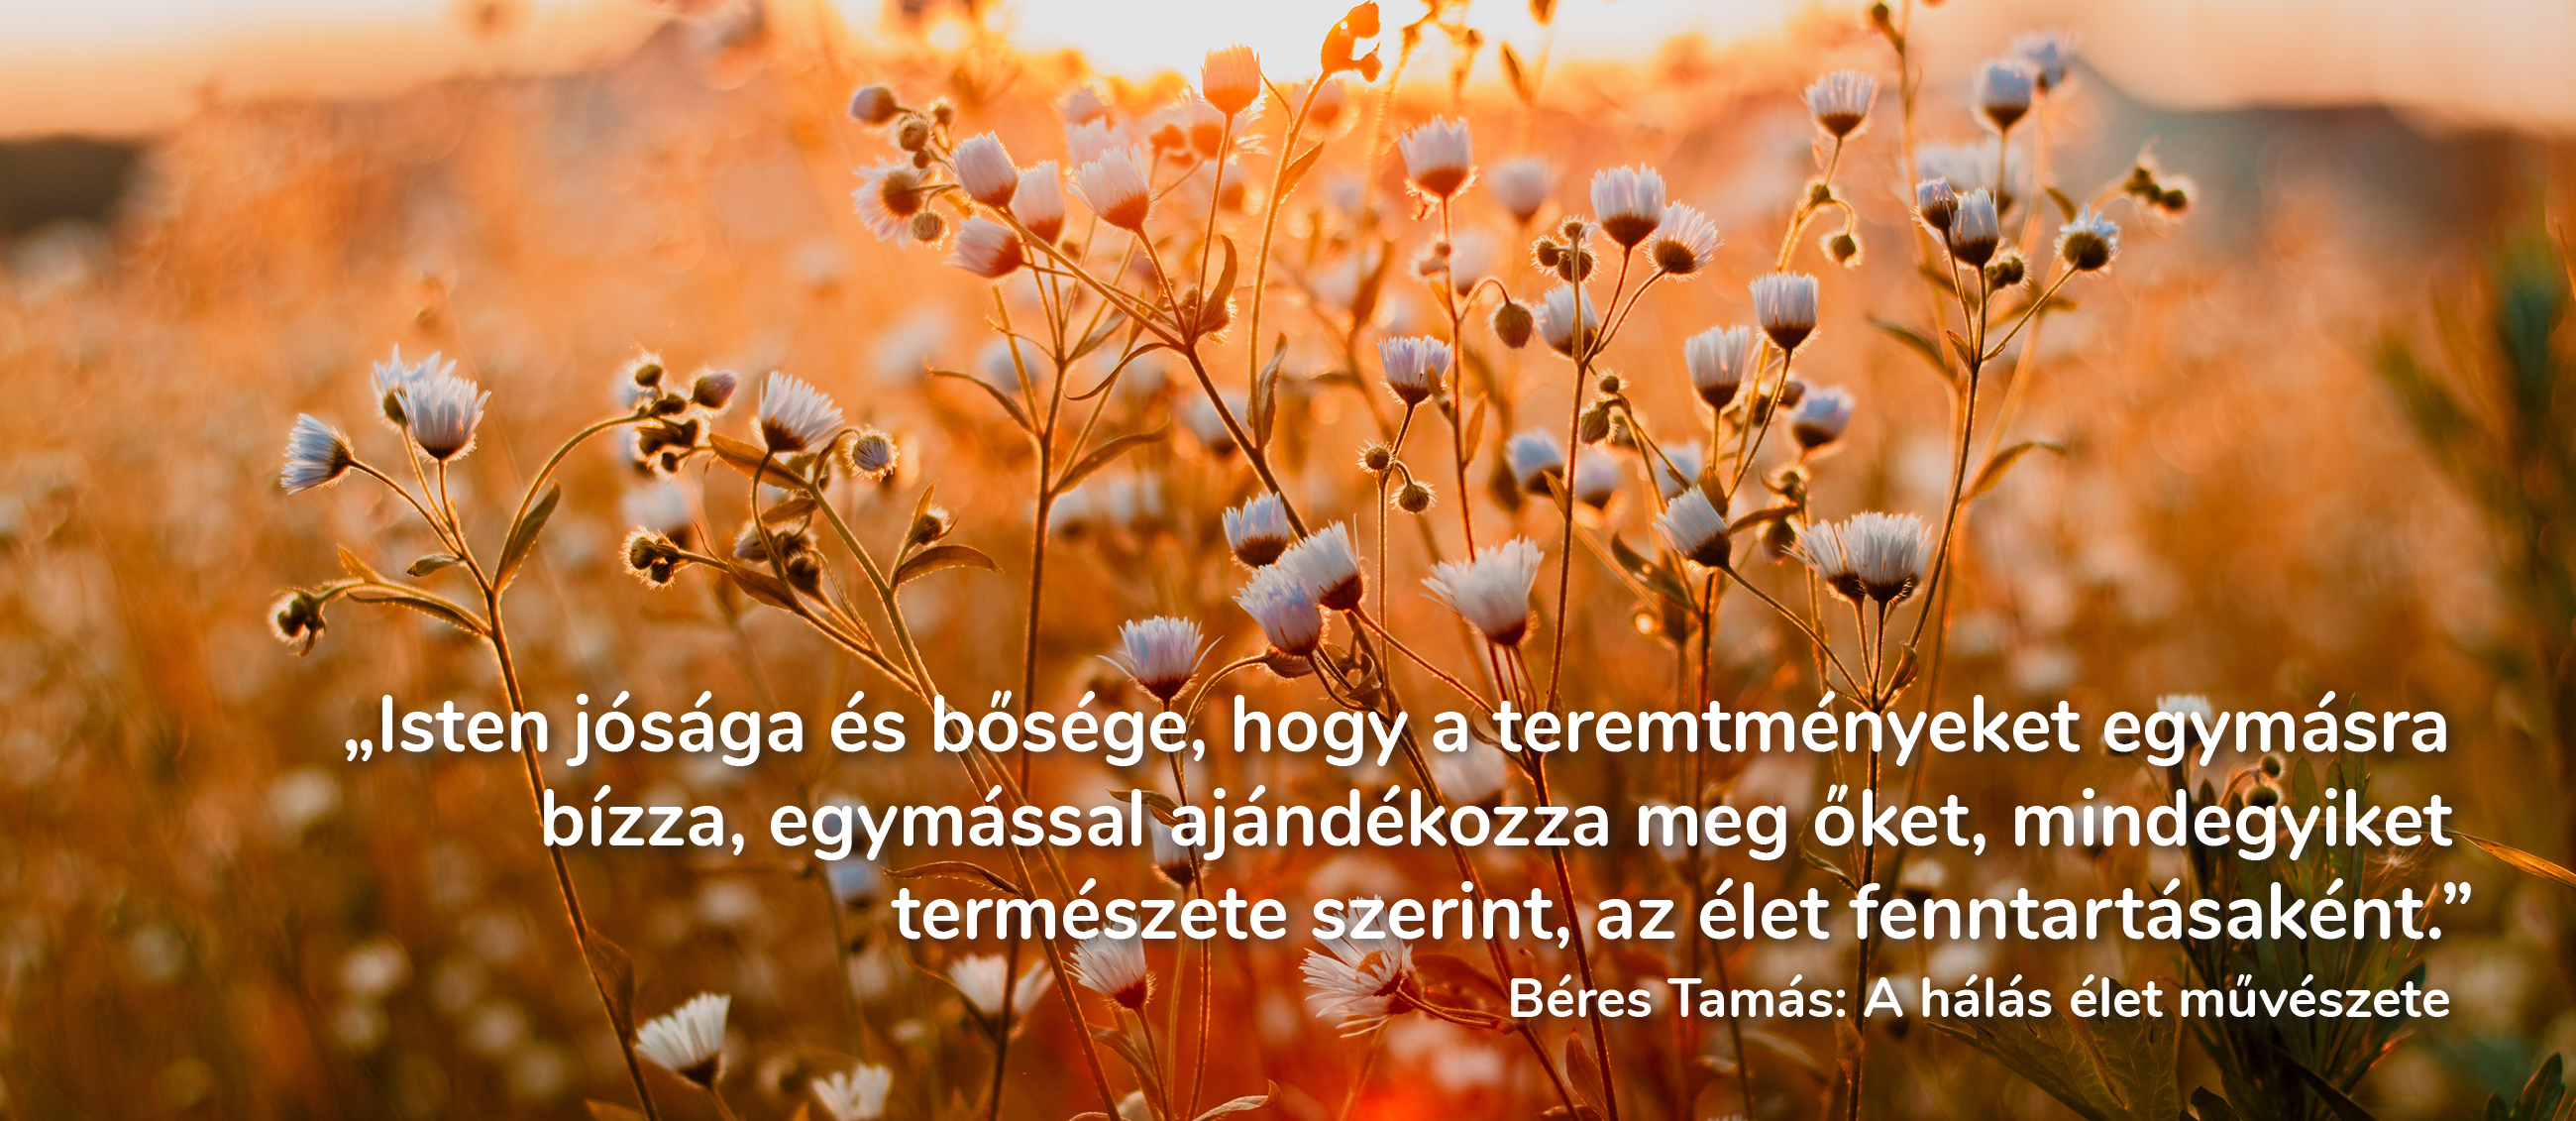 „Isten jósága és bősége, hogy a teremtményeket egymásra
bízza, egymással ajándékozza meg őket, mindegyiket
természete szerint, az élet fenntartásaként.”
Béres Tamás: A hálás élet művészete